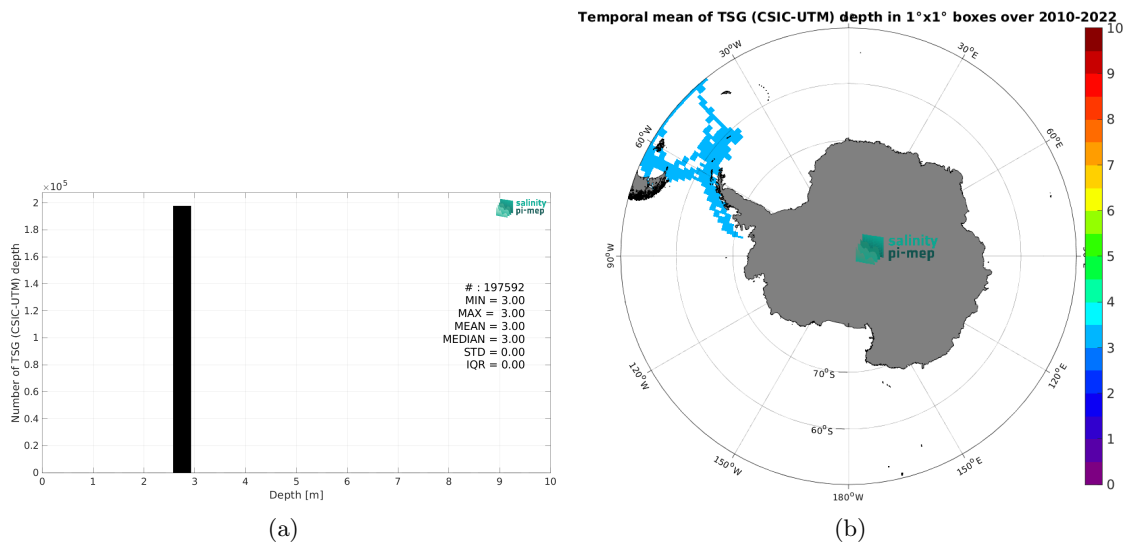 Temporal mean of TSG (CSIC-UTM) depth in 1°x1° boxes over 2010-2022
×10⁵
2
1.8
1.6
1.4
1.2
1
0.8
0.6
0.4
0.2
0
Number of TSG (CSIC-UTM) depth
salinity
pi-mep
# : 197592
MIN = 3.00
MAX = 3.00
MEAN = 3.00
MEDIAN = 3.00
STD = 0.00
IQR = 0.00
0 1 2 3 4 5 6 7 8 9 10
Depth [m]
(a)
30°W
30°E
60°W
60°E
90°W
salinity
pi-mep
120°W
120°E
70°S
60°S
150°W
150°E
180°W
10
9
8
7
6
5
4
3
2
1
0
(b)